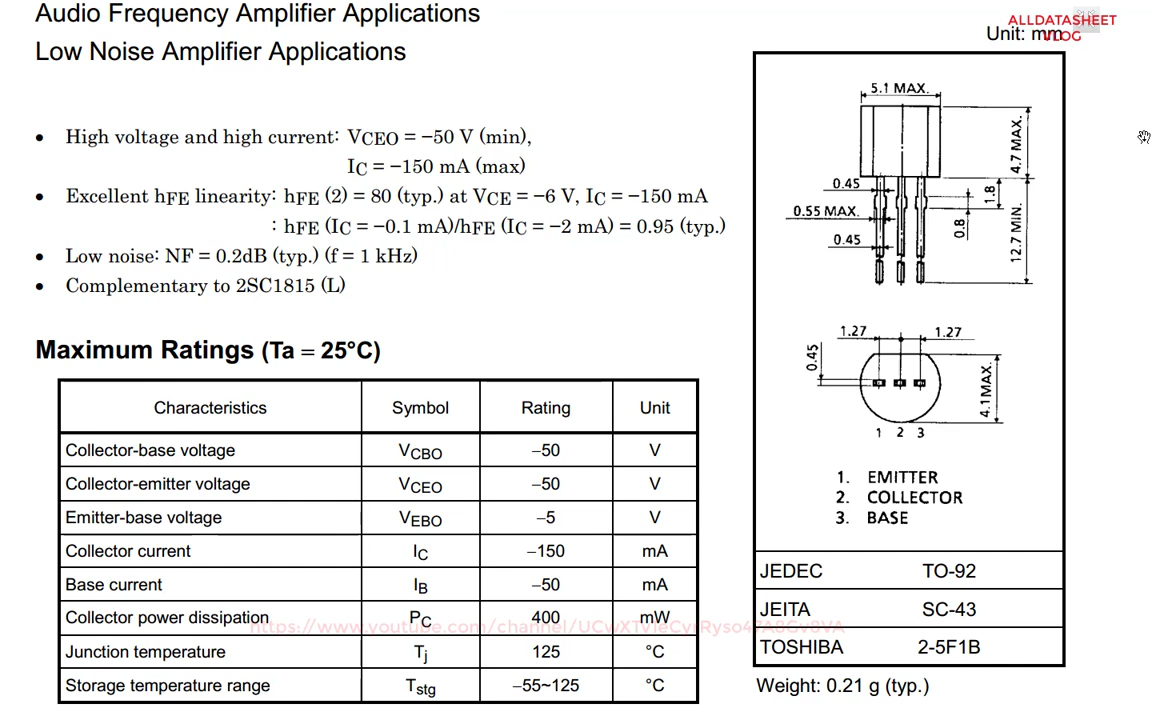 Audio Frequency Amplifier Applications
Low Noise Amplifier Applications
ALLDATASHEET
VLOG
Unit: mm
• High voltage and high current: VCEO = −50 V (min),
IC = −150 mA (max)
• Excellent hFE linearity: hFE (2) = 80 (typ.) at VCE = −6 V, IC = −150 mA
: hFE (IC = −0.1 mA)/hFE (IC = −2 mA) = 0.95 (typ.)
• Low noise: NF = 0.2dB (typ.) (f = 1 kHz)
• Complementary to 2SC1815 (L)
Maximum Ratings (Ta = 25°C)
Characteristics Symbol Rating Unit
Collector-base voltage VCBO −50 V
Collector-emitter voltage VCEO −50 V
Emitter-base voltage VEBO −5 V
Collector current IC −150 mA
Base current IB −50 mA
Collector power dissipation PC 400 mW
Junction temperature Tj 125 °C
Storage temperature range Tstg −55~125 °C
5.1 MAX.
4.7 MAX.
0.45
1.8
0.55 MAX.
0.8
12.7 MIN.
0.45
1.27 1.27
0.45
4.1 MAX.
1 2 3
1. EMITTER
2. COLLECTOR
3. BASE
JEDEC TO-92
JEITA SC-43
TOSHIBA 2-5F1B
Weight: 0.21 g (typ.)